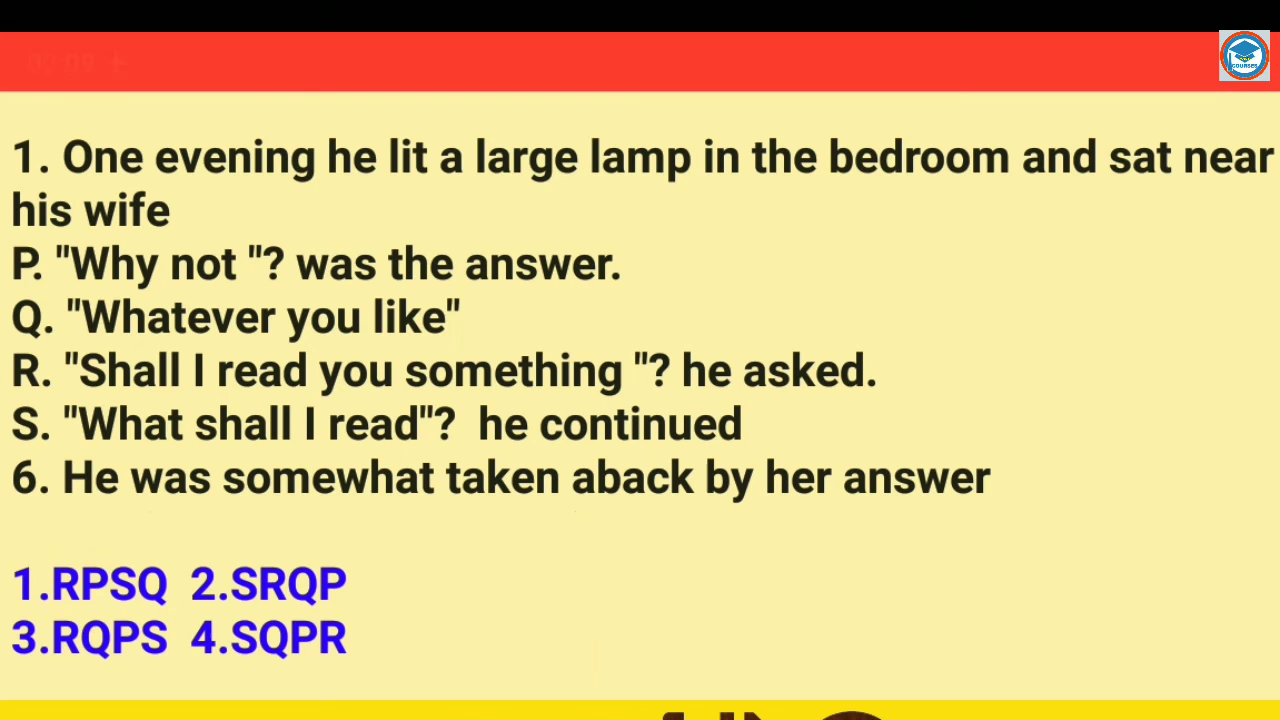 COURSES
1. One evening he lit a large lamp in the bedroom and sat near
his wife
P. "Why not "? was the answer.
Q. "Whatever you like"
R. "Shall I read you something "? he asked.
S. "What shall I read"?  he continued
6. He was somewhat taken aback by her answer
1.RPSQ  2.SRQP
3.RQPS  4.SQPR